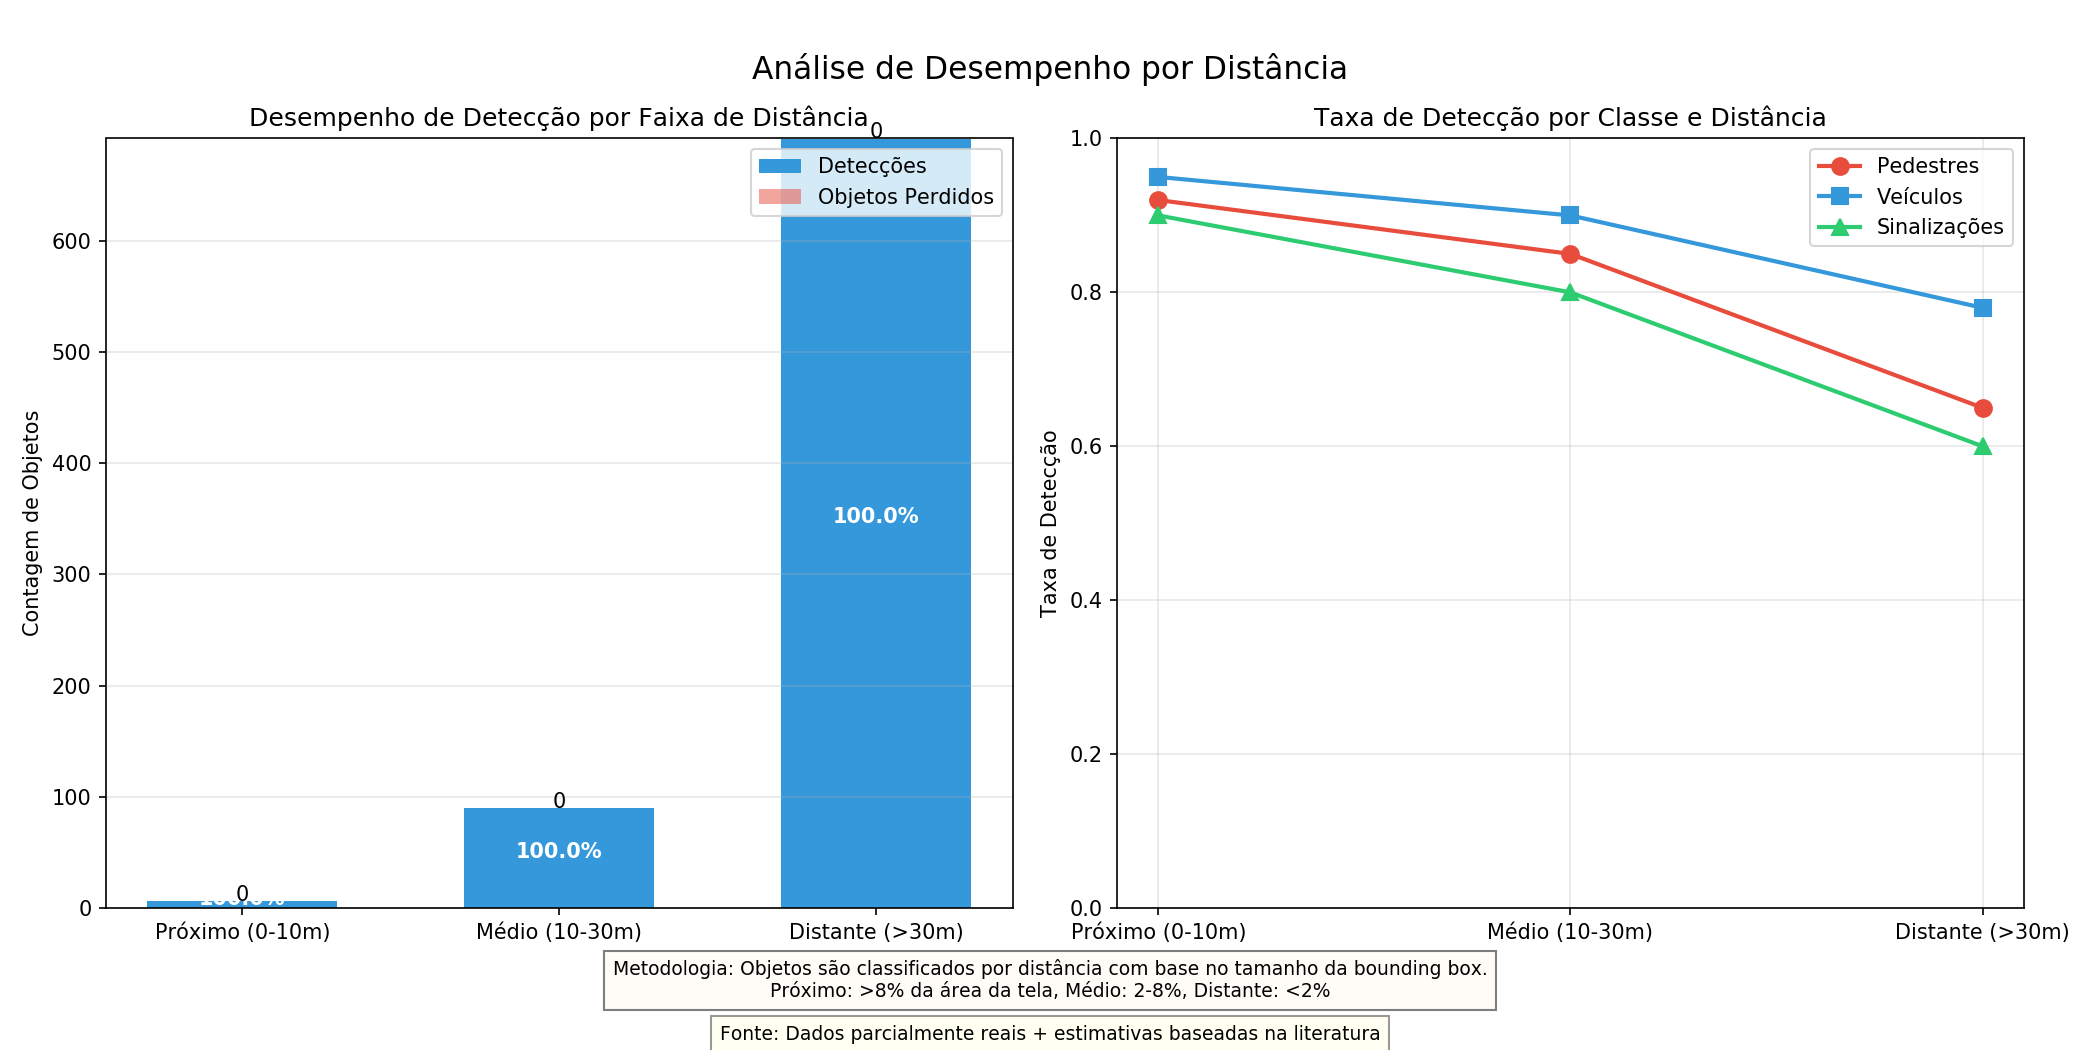 Análise de Desempenho por Distância
Desempenho de Detecção por Faixa de Distância
0
Detecções
Objetos Perdidos
600
500
400
300
200
100
0
Contagem de Objetos
100.0%
0
100.0%
0
100.0%
Próximo (0-10m)
Médio (10-30m)
Distante (>30m)
Taxa de Detecção por Classe e Distância
Pedestres
Veículos
Sinalizações
1.0
0.8
0.6
0.4
0.2
0.0
Taxa de Detecção
Próximo (0-10m)
Médio (10-30m)
Distante (>30m)
Metodologia: Objetos são classificados por distância com base no tamanho da bounding box.
Próximo: >8% da área da tela, Médio: 2-8%, Distante: <2%
Fonte: Dados parcialmente reais + estimativas baseadas na literatura